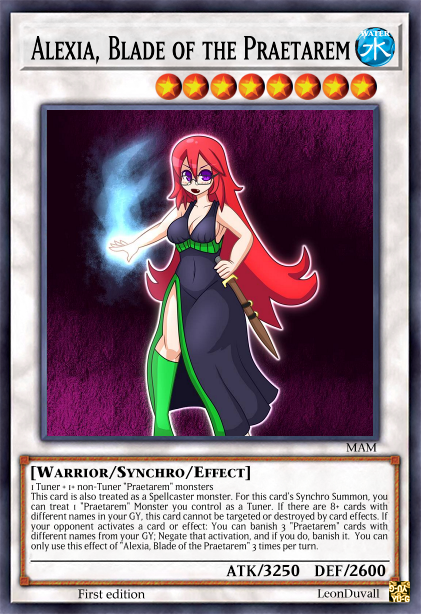 ALEXIA, BLADE OF THE PRAETAREM
WATER
水
MAM
[WARRIOR/SYNCHRO/EFFECT]
1 Tuner + 1+ non-Tuner "Praetarem" monsters
This card is also treated as a Spellcaster monster. For this card's Synchro Summon, you
can treat 1 "Praetarem" Monster you control as a Tuner. If there are 8+ cards with
different names in your GY, this card cannot be targeted or destroyed by card effects. If
your opponent activates a card or effect: You can banish 3 "Praetarem" cards with
different names from your GY; Negate that activation, and if you do, banish it. You can
only use this effect of "Alexia, Blade of the Praetarem" 3 times per turn.
ATK/3250 DEF/2600
First edition
LeonDuvall